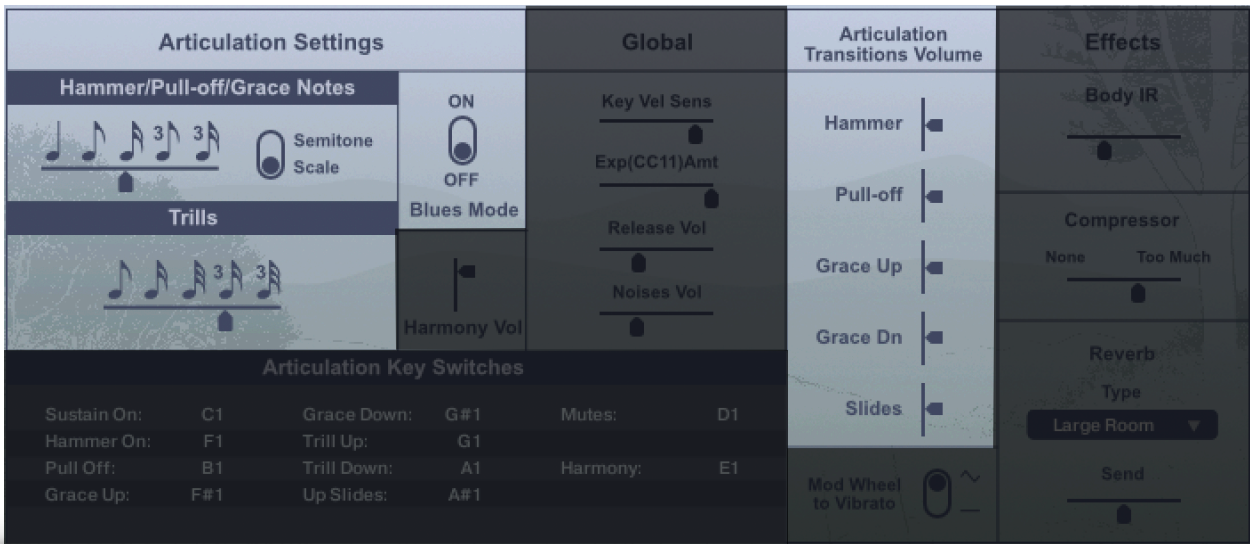 Articulation Settings
Hammer/Pull-off/Grace Notes
3 3
Semitone
Scale
ON
OFF
Blues Mode
Trills
3 3
Harmony Vol
Global
Key Vel Sens
Exp(CC11)Amt
Release Vol
Noises Vol
Articulation
Transitions Volume
Hammer
Pull-off
Grace Up
Grace Dn
Slides
Mod Wheel
to Vibrato
Effects
Body IR
Compressor
None Too Much
Reverb
Type
Large Room
Send
Articulation Key Switches
Sustain On: C1 Grace Down: G#1 Mutes: D1
Hammer On: F1 Trill Up: G1
Pull Off: B1 Trill Down: A1 Harmony: E1
Grace Up: F#1 Up Slides: A#1